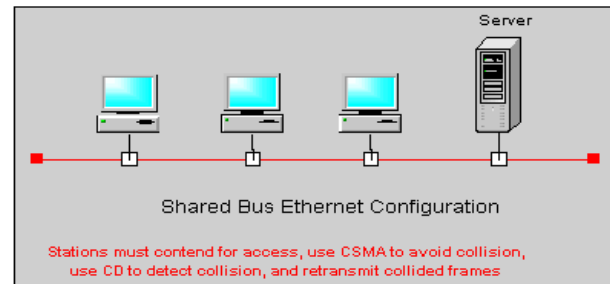 Server
Shared Bus Ethernet Configuration
Stations must contend for access, use CSMA to avoid collision,
use CD to detect collision, and retransmit collided frames